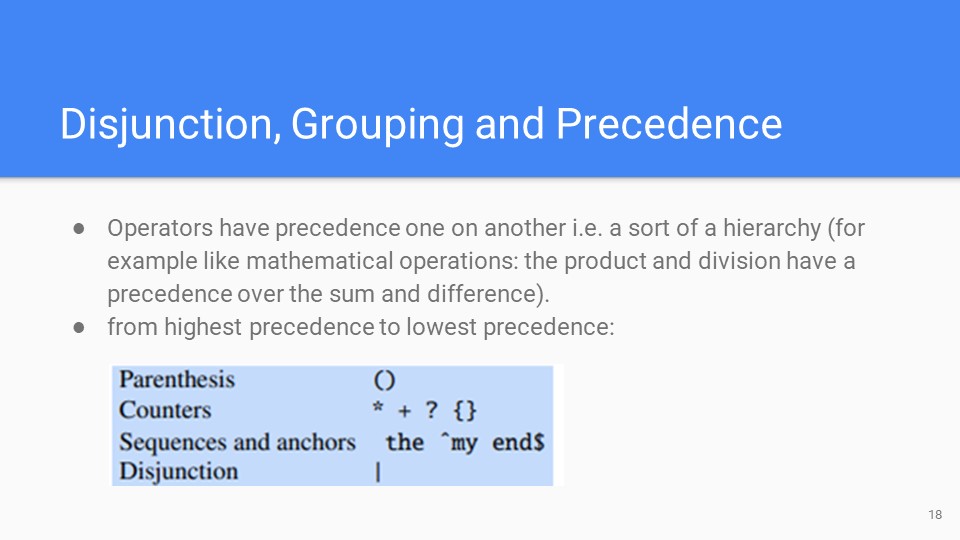 Disjunction, Grouping and Precedence
● Operators have precedence one on another i.e. a sort of a hierarchy (for
example like mathematical operations: the product and division have a
precedence over the sum and difference).
● from highest precedence to lowest precedence:
Parenthesis ()
Counters * + ? {}
Sequences and anchors the ^my end$
Disjunction |
18